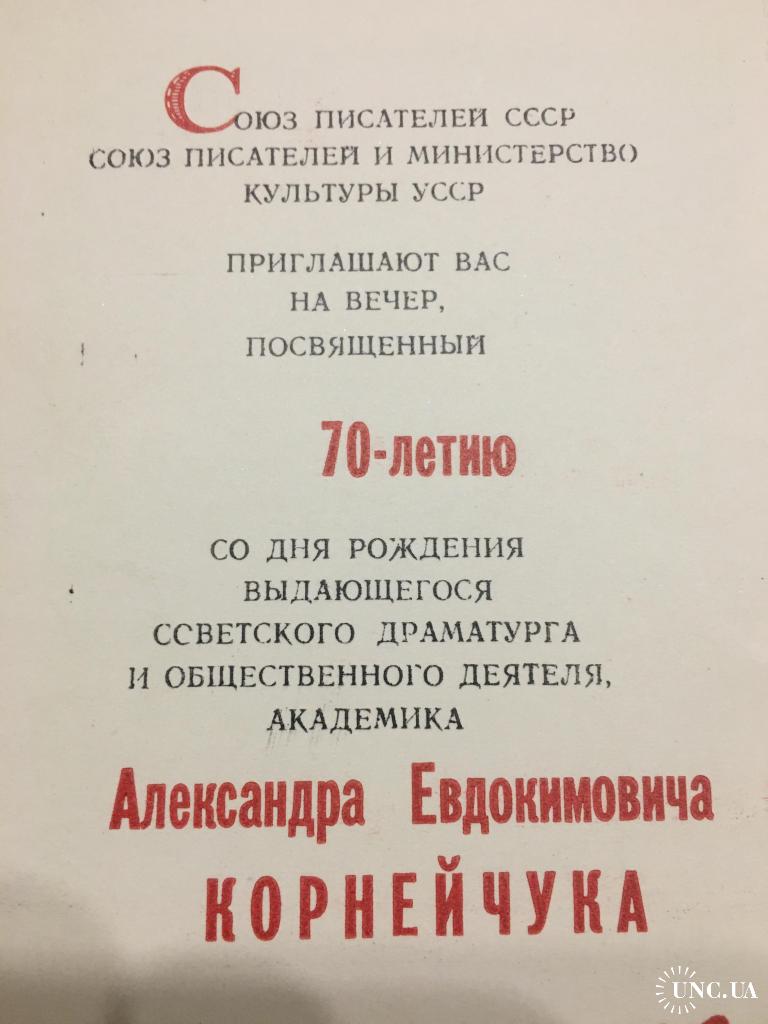 Союз писателей СССР
СОЮЗ ПИСАТЕЛЕЙ И МИНИСТЕРСТВО
КУЛЬТУРЫ УССР
ПРИГЛАШАЮТ ВАС
НА ВЕЧЕР,
ПОСВЯЩЕННЫЙ
70-летию
СО ДНЯ РОЖДЕНИЯ
ВЫДАЮЩЕГОСЯ
СОВЕТСКОГО ДРАМАТУРГА
И ОБЩЕСТВЕННОГО ДЕЯТЕЛЯ,
АКАДЕМИКА
Александра Евдокимовича
КОРНЕЙЧУКА
UNC.UA